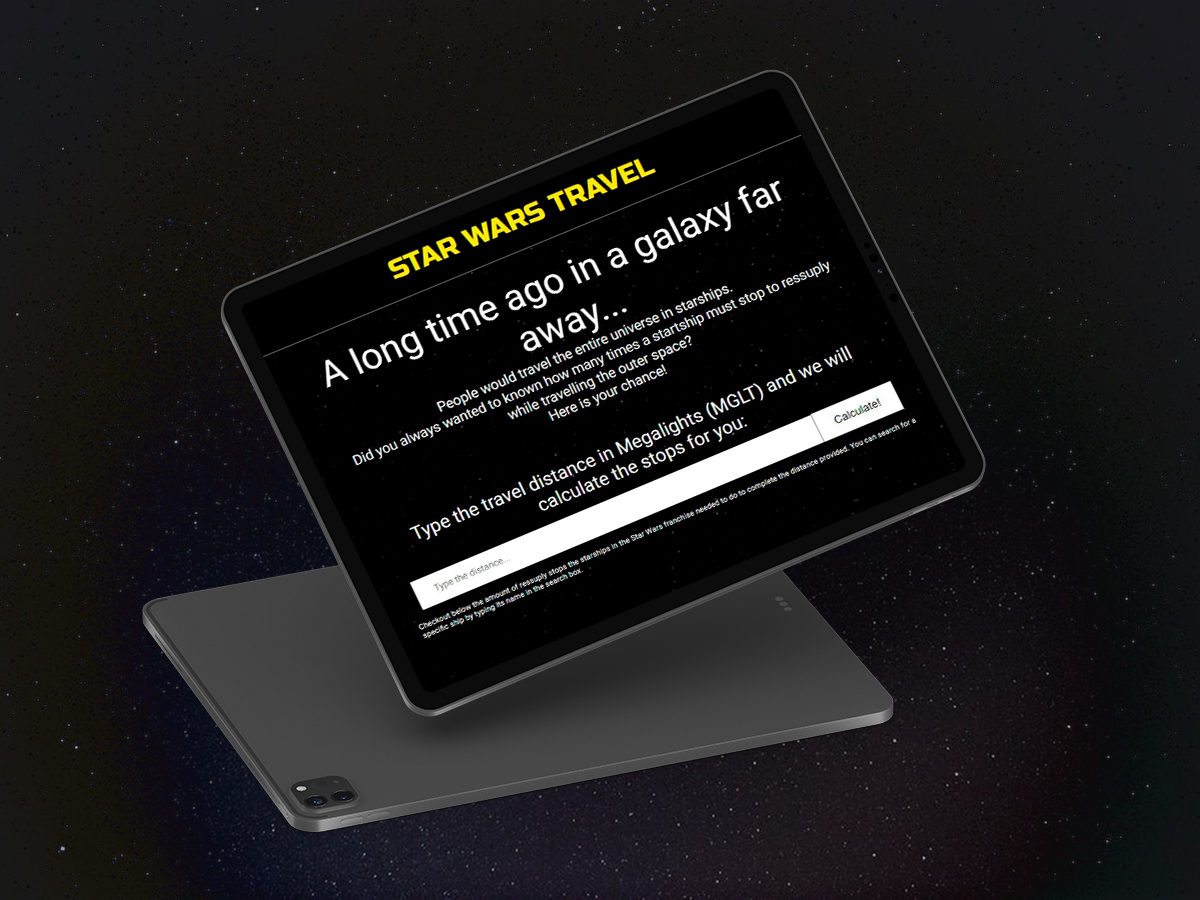 STAR WARS TRAVEL
A long time ago in a galaxy far
away...
People would travel the entire universe in starships.
Did you always wanted to known how many times a startship must stop to ressuply
while travelling the outer space?
Here is your chance!
Type the travel distance in Megalights (MGLT) and we will
calculate the stops for you:
Type the distance...
Calculate!
Checkout below the amount of ressuply stops the starships in the Star Wars franchise needed to do to complete the distance provided. You can search for a
specific ship by typing its name in the search box.